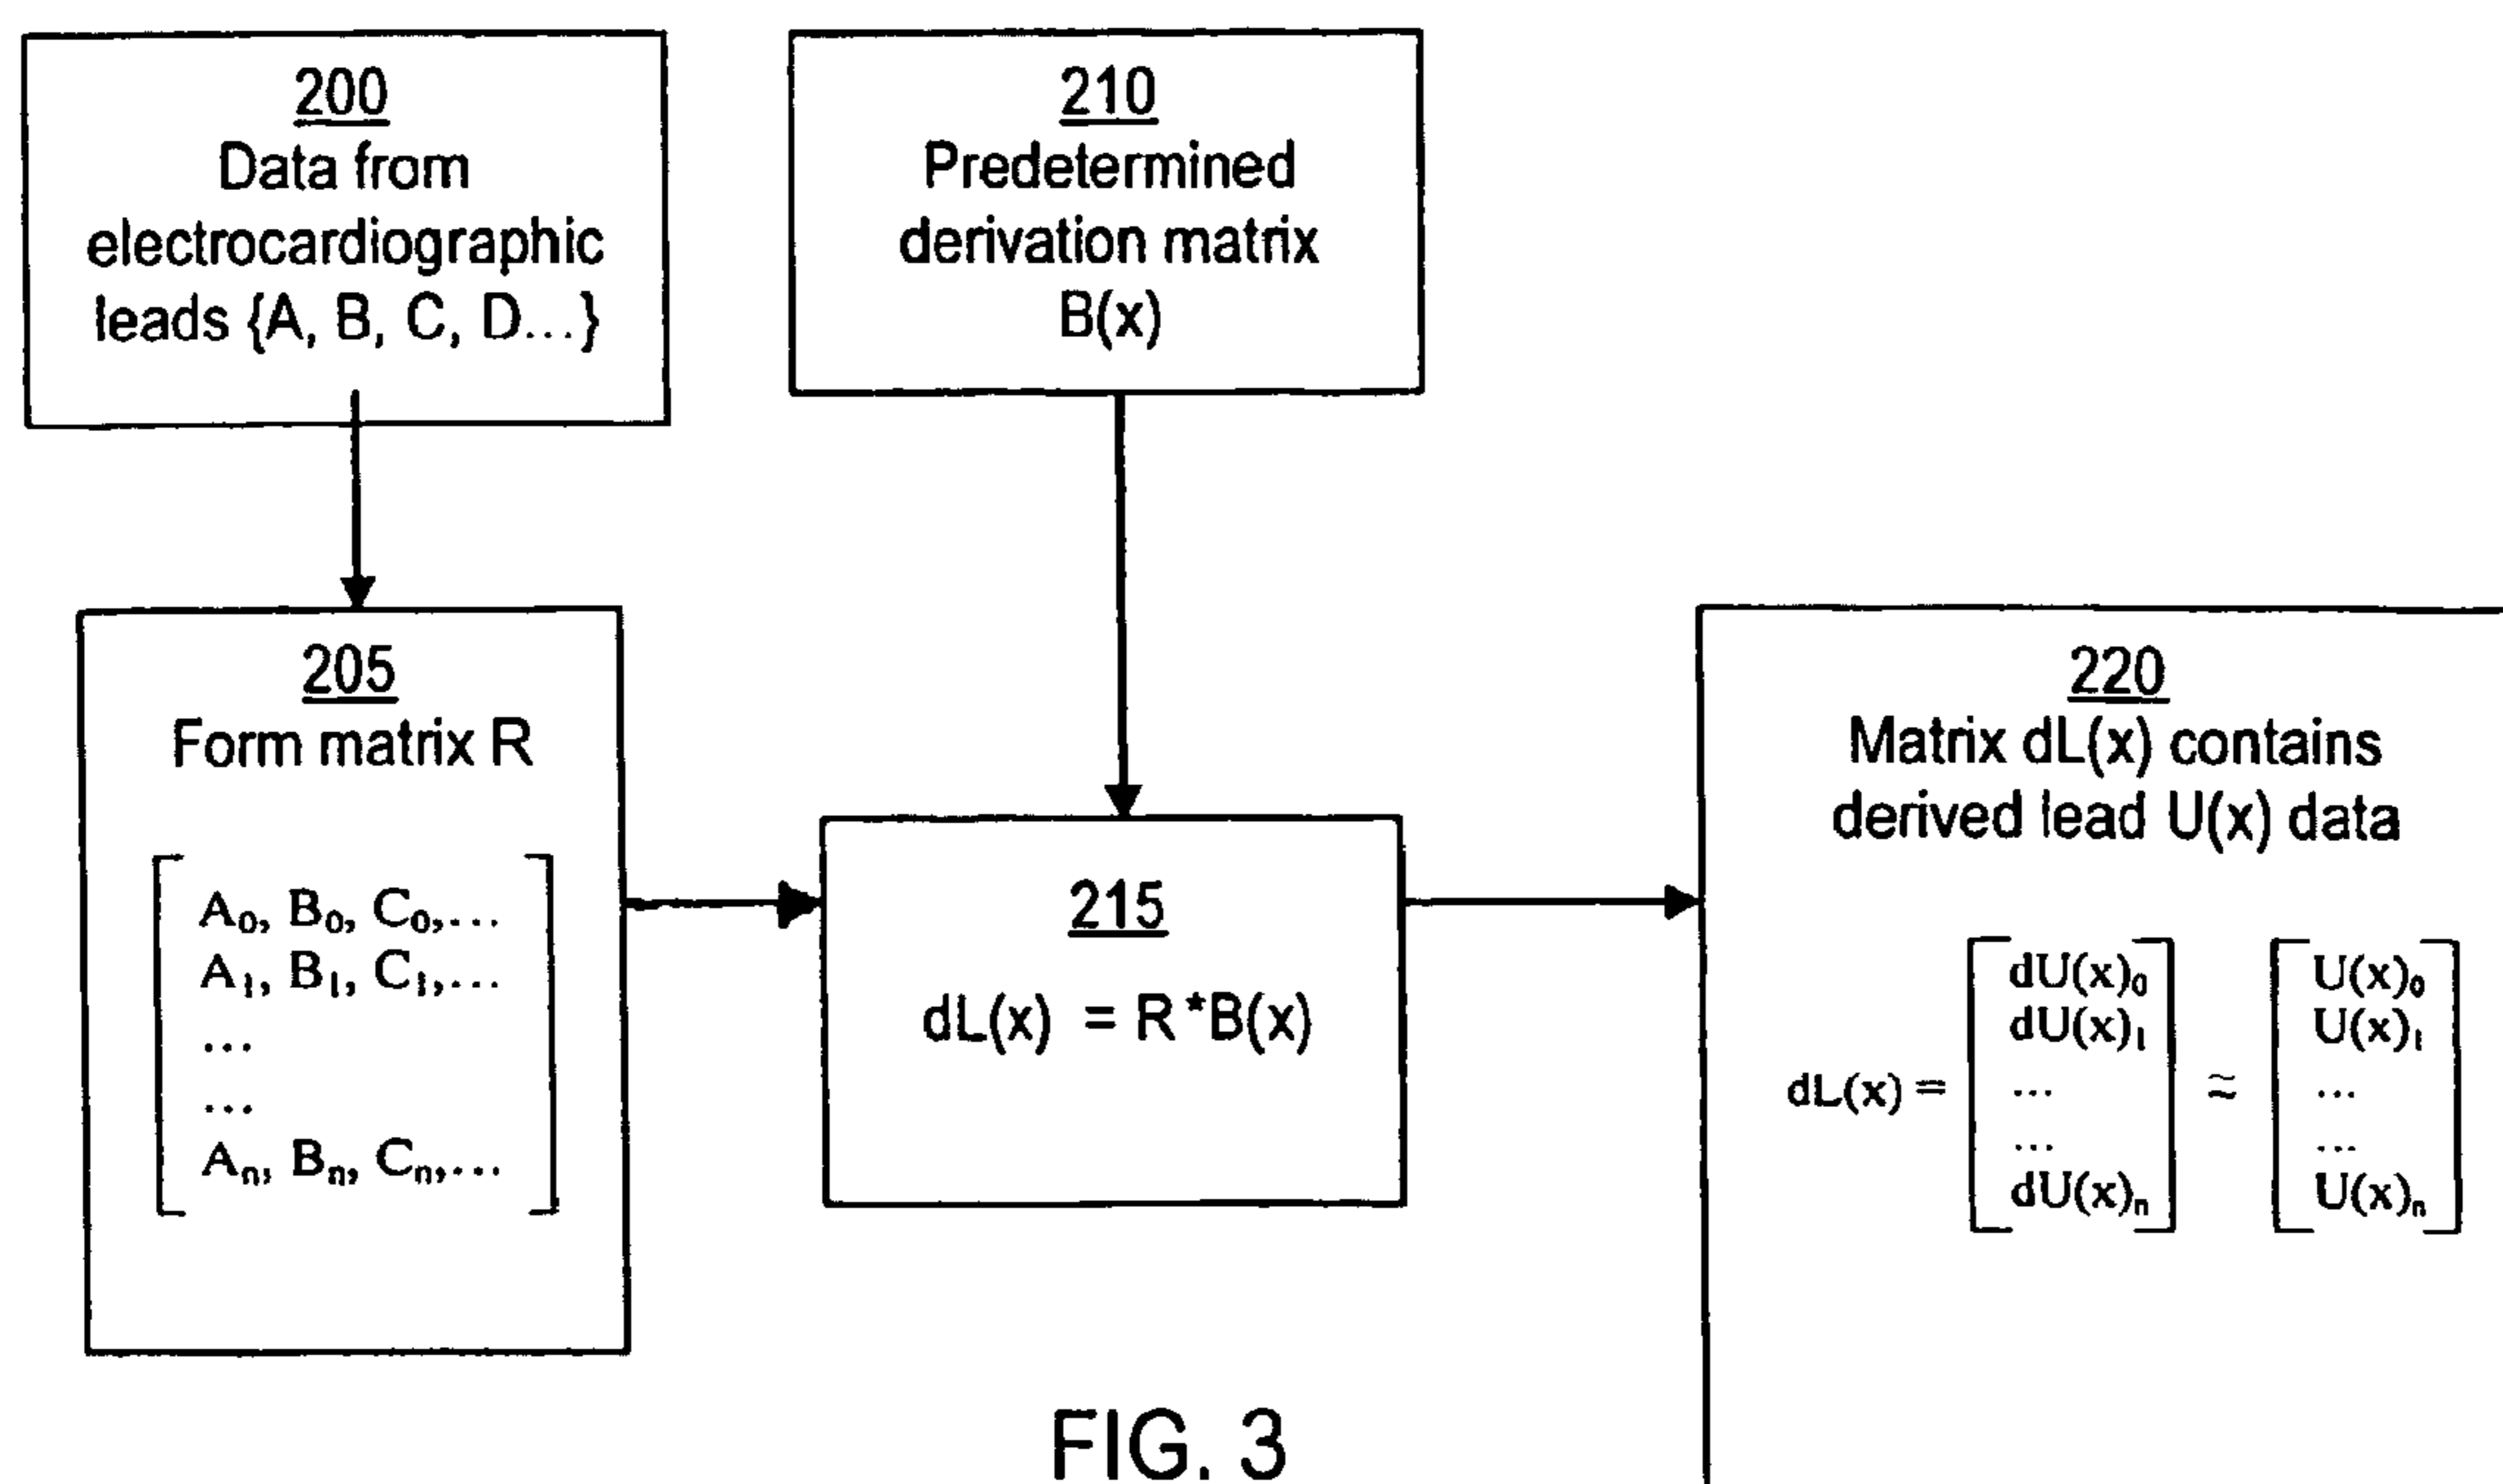 200
Data from
electrocardiographic
leads {A, B, C, D...}
210
Predetermined
derivation matrix
B(x)
205
Form matrix R
A₀, B₀, C₀,...
A₁, B₁, C₁,...
...
...
Aₙ, Bₙ, Cₙ,...
215
dL(x) = R*B(x)
220
Matrix dL(x) contains
derived lead U(x) data
dU(x)₀ U(x)₀
dU(x)₁ U(x)₁
dL(x) = ... ≈ ...
... ...
dU(x)ₙ U(x)ₙ
FIG. 3